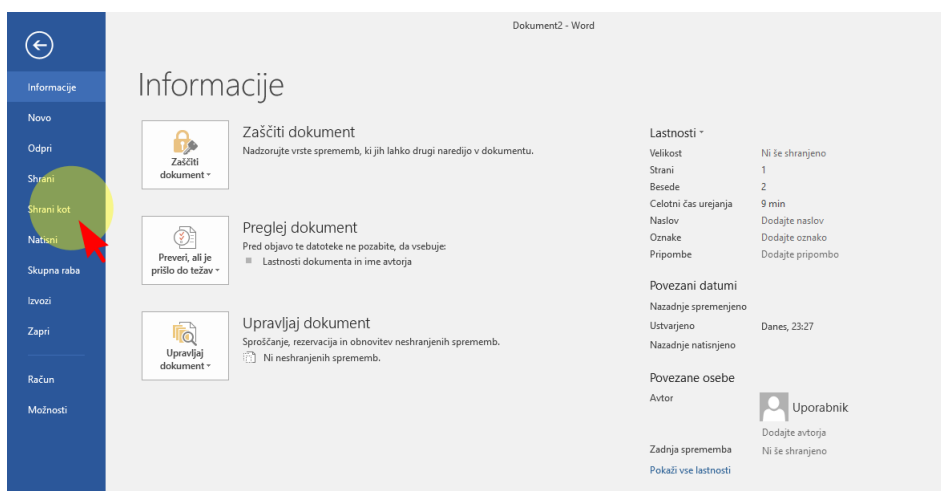 Dokument2 - Word
Informacije
Novo
Odpri
Shrani
Shrani kot
Natisni
Skupna raba
Izvozi
Zapri
Račun
Možnosti
Informacije
Zaščiti
dokument
Zaščiti dokument
Nadzorujte vrste sprememb, ki jih lahko drugi naredijo v dokumentu.
Preveri, ali je
prišlo do težav
Preglej dokument
Pred objavo te datoteke ne pozabite, da vsebuje:
Lastnosti dokumenta in ime avtorja
Upravljaj
dokument
Upravljaj dokument
Sproščanje, rezervacija in obnovitev neshranjenih sprememb.
Ni neshranjenih sprememb.
Lastnosti
Velikost Ni še shranjeno
Strani 1
Besede 2
Celotni čas urejanja 9 min
Naslov Dodajte naslov
Oznake Dodajte oznako
Pripombe Dodajte pripombo
Povezani datumi
Nazadnje spremenjeno
Ustvarjeno Danes, 23:27
Nazadnje natisnjeno
Povezane osebe
Avtor Uporabnik
Dodajte avtorja
Zadnja sprememba Ni še shranjeno
Pokaži vse lastnosti